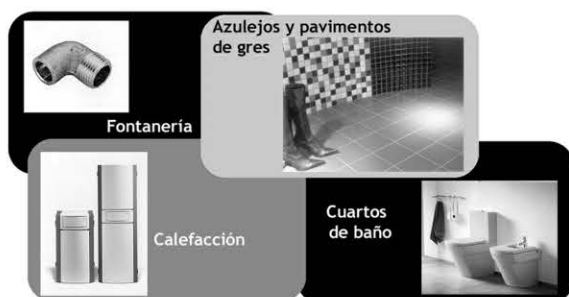 Azulejos y pavimentos
de gres
Fontanería
Calefacción
Cuartos
de baño